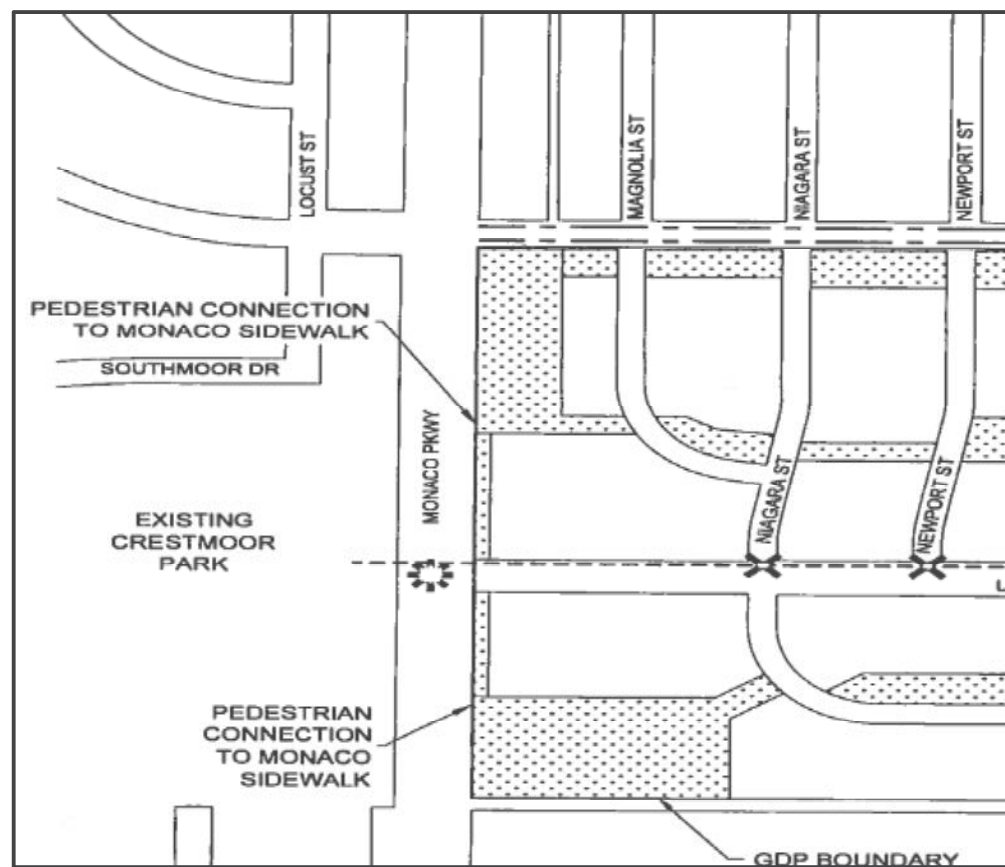 LOCUST ST
MAGNOLIA ST
NIAGARA ST
NEWPORT ST
PEDESTRIAN CONNECTION
TO MONACO SIDEWALK
SOUTHMOOR DR
MONACO PKWY
EXISTING
CRESTMOOR
PARK
NIAGARA ST
NEWPORT ST
PEDESTRIAN
CONNECTION
TO MONACO
SIDEWALK
GDP BOUNDARY